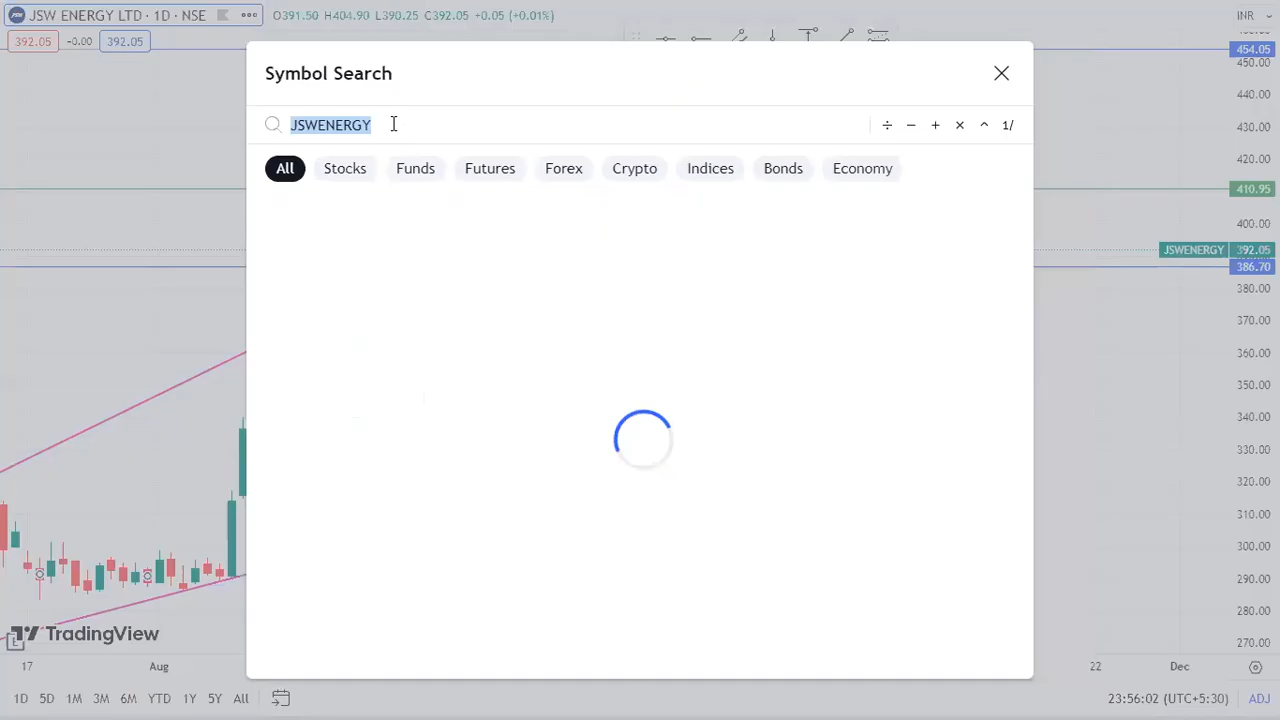 JSW ENERGY LTD · 1D · NSE
O391.50 H404.90 L390.25 C392.05 +0.05 (+0.01%)
INR
392.05 -0.00 392.05
Symbol Search
JSWENERGY
÷ − + × ^ 1/
All Stocks Funds Futures Forex Crypto Indices Bonds Economy
454.05
450.00
440.00
430.00
420.00
410.95
400.00
JSWENERGY 392.05
386.70
380.00
370.00
360.00
350.00
340.00
330.00
320.00
310.00
300.00
290.00
280.00
270.00
TradingView
17 Aug 22 Dec
1D 5D 1M 3M 6M YTD 1Y 5Y All
23:56:02 (UTC+5:30) ADJ